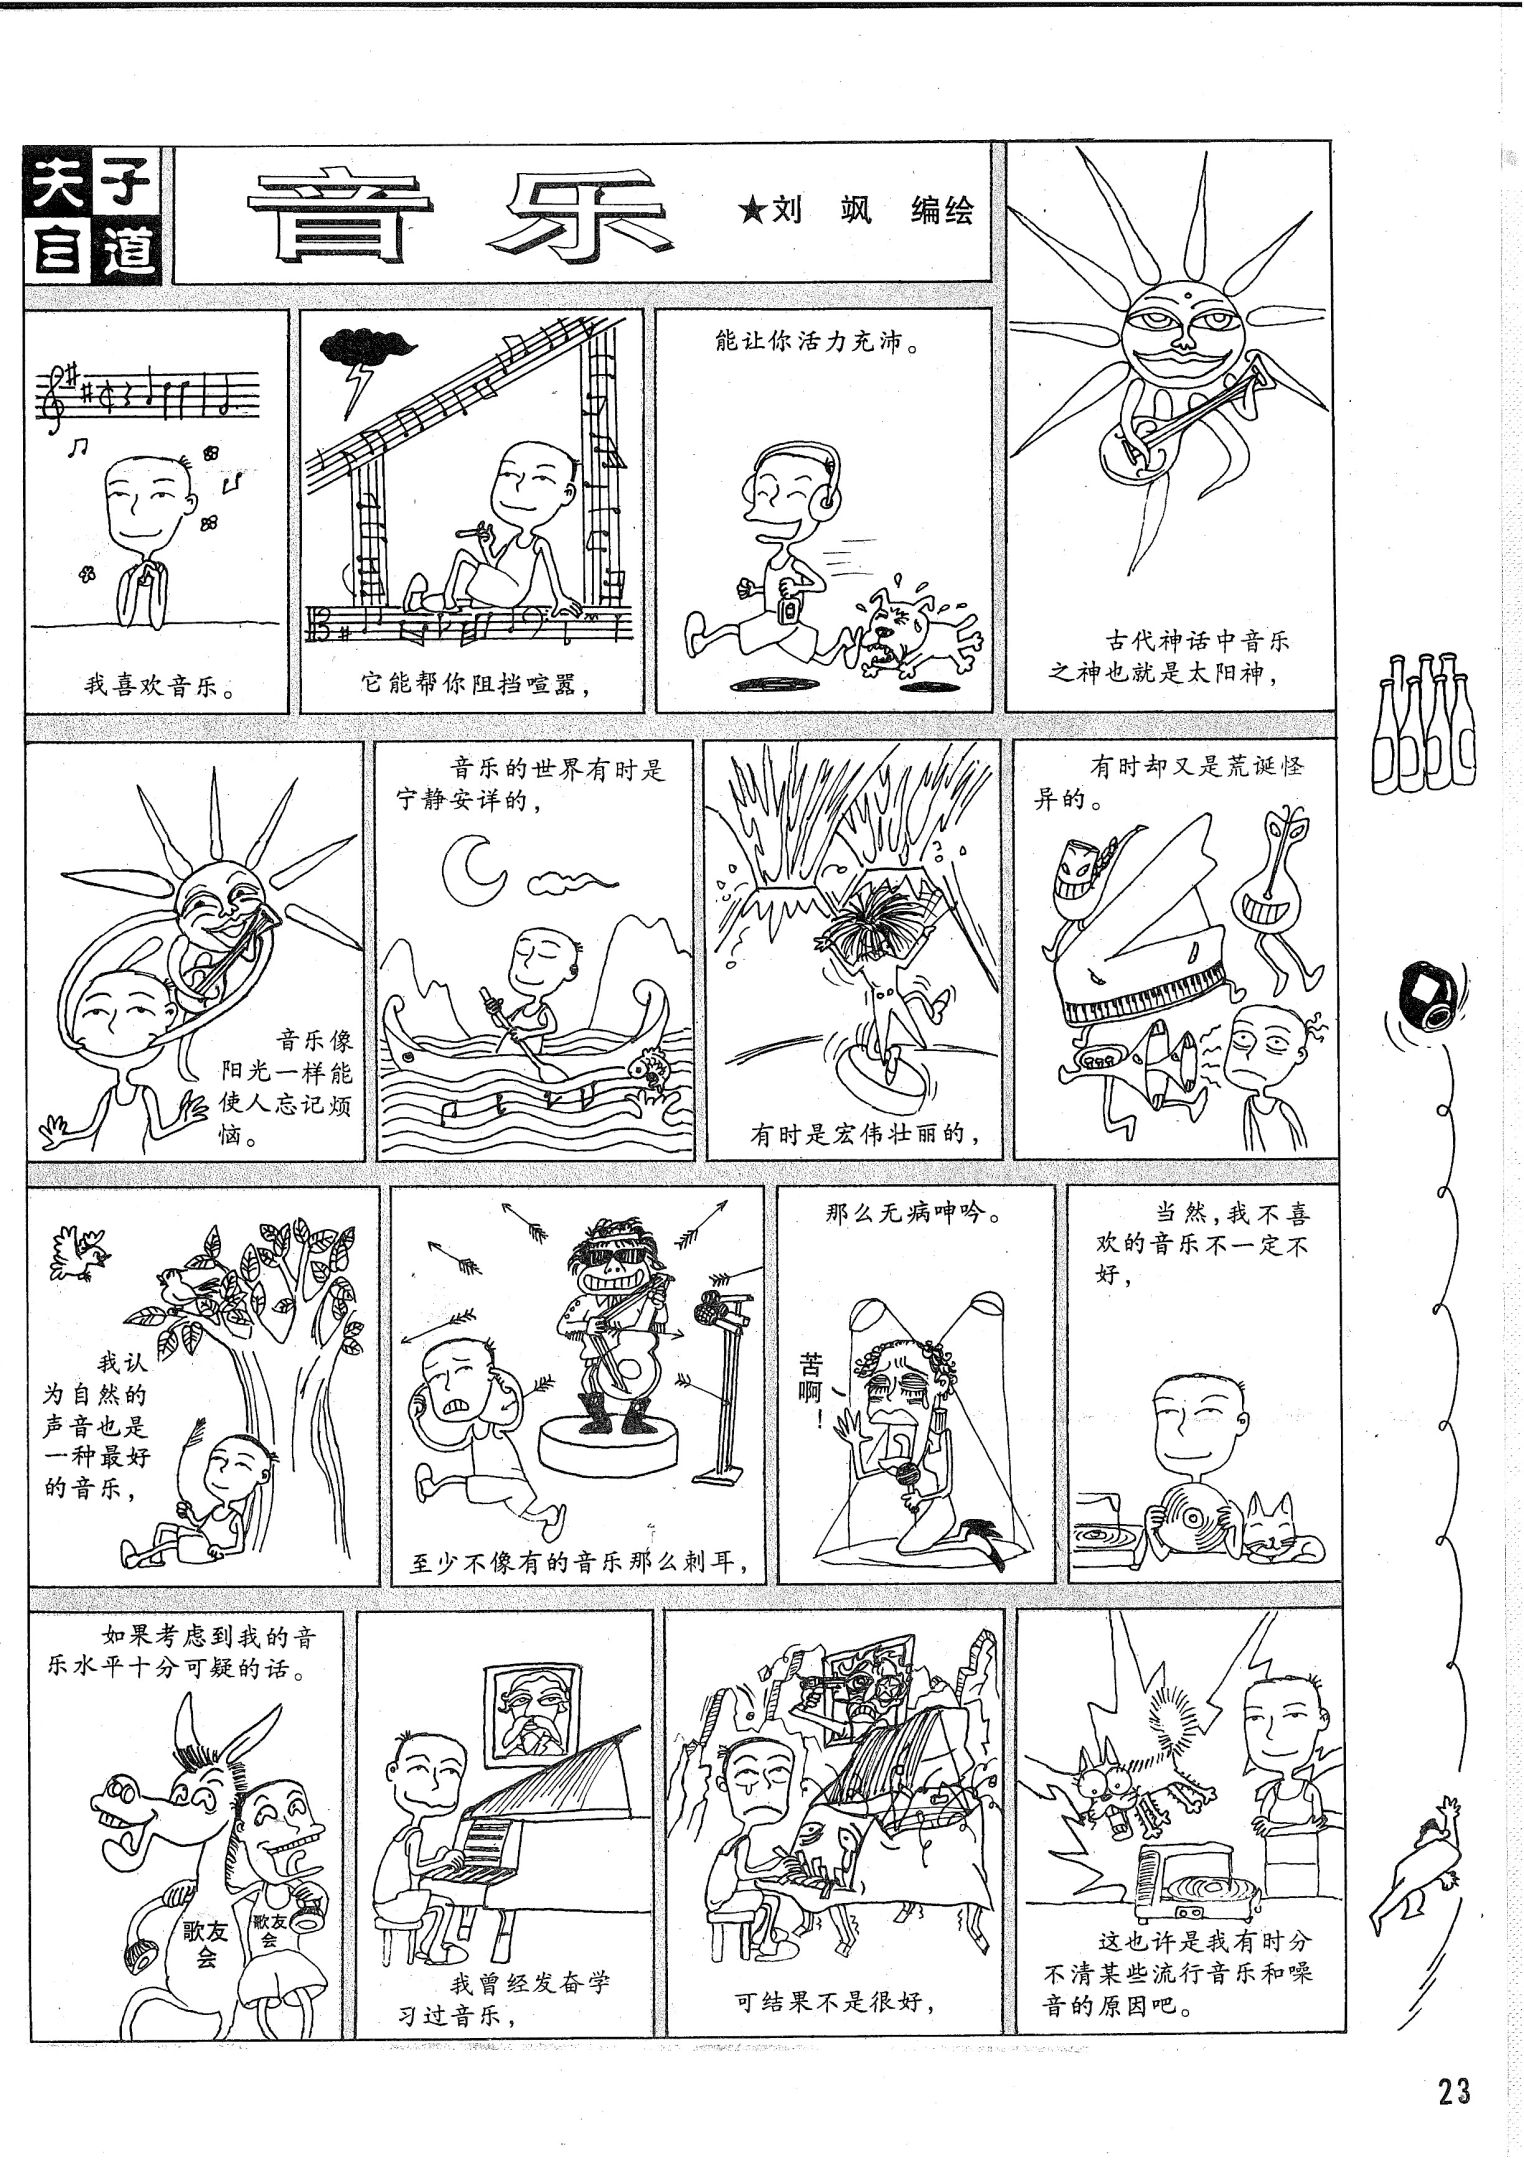 夫子
自道
音乐
★刘 飒 编绘
我喜欢音乐。
它能帮你阻挡喧嚣，
能让你活力充沛。
古代神话中音乐
之神也就是太阳神，
音乐像
阳光一样能
使人忘记烦
恼。
音乐的世界有时是
宁静安详的，
有时是宏伟壮丽的，
有时却又是荒诞怪
异的。
我认
为自然的
声音也是
一种最好
的音乐，
至少不像有的音乐那么刺耳，
那么无病呻吟。
苦啊！
当然，我不喜
欢的音乐不一定不
好，
如果考虑到我的音
乐水平十分可疑的话。
歌友
会
歌友
会
我曾经发奋学
习过音乐，
可结果不是很好，
这也许是我有时分
不清某些流行音乐和噪
音的原因吧。
23